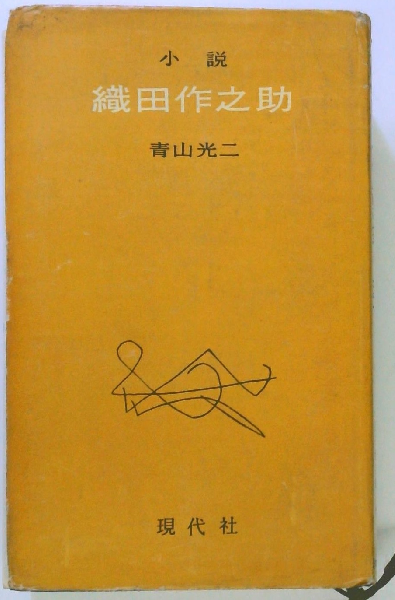 小説
織田作之助
青山光二
現代社